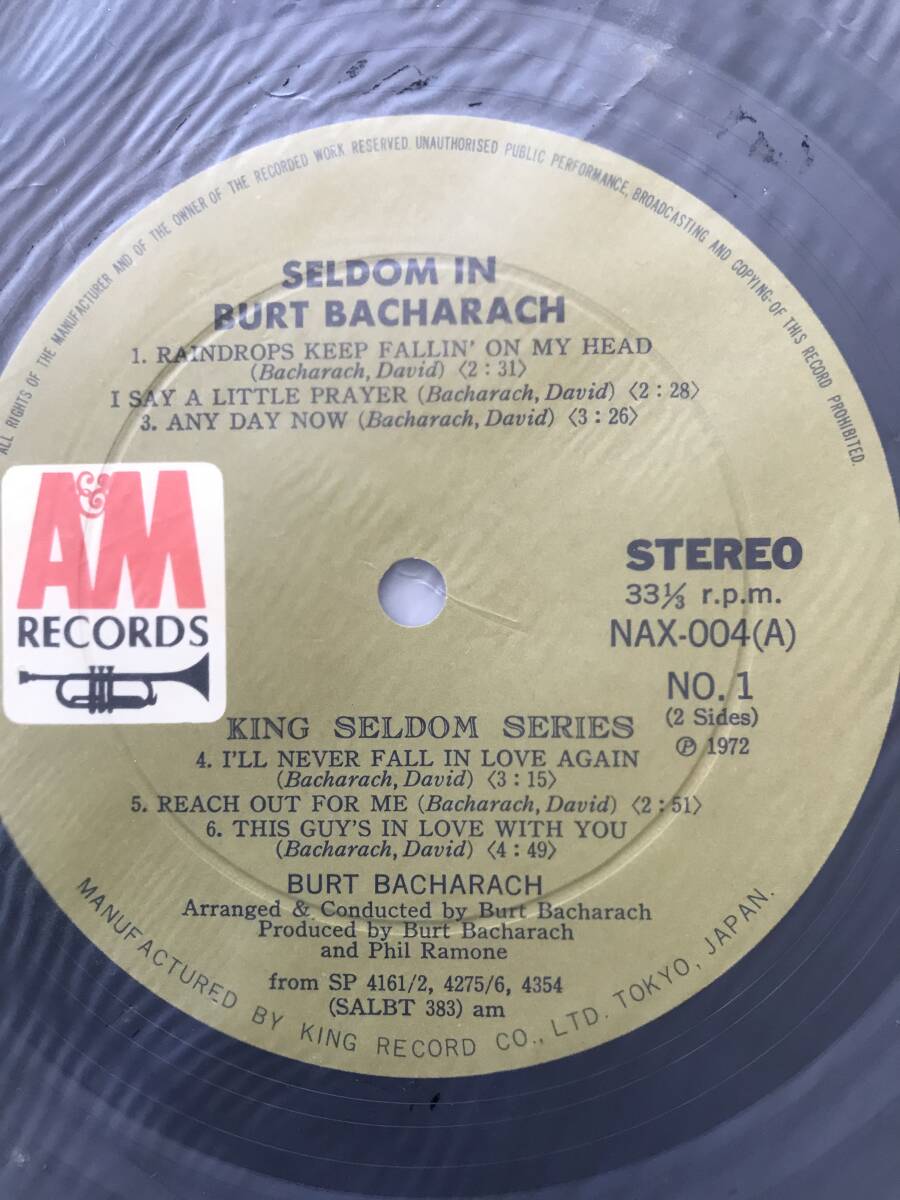 ALL RIGHTS OF THE MANUFACTURER AND OF THE OWNER OF THE RECORDED WORK RESERVED. UNAUTHORISED PUBLIC PERFORMANCE, BROADCASTING AND COPYING-OF THIS RECORD PROHIBITED.
SELDOM IN
BURT BACHARACH
1. RAINDROPS KEEP FALLIN' ON MY HEAD
(Bacharach, David) 〈2 : 31〉
I SAY A LITTLE PRAYER (Bacharach, David) 〈2 : 28〉
3. ANY DAY NOW (Bacharach, David) 〈3 : 26〉
A&M
RECORDS
STEREO
33⅓ r.p.m.
NAX-004(A)
NO. 1
(2 Sides)
℗ 1972
KING SELDOM SERIES
4. I'LL NEVER FALL IN LOVE AGAIN
(Bacharach, David) 〈3 : 15〉
5. REACH OUT FOR ME (Bacharach, David) 〈2 : 51〉
6. THIS GUY'S IN LOVE WITH YOU
(Bacharach, David) 〈4 : 49〉
BURT BACHARACH
Arranged & Conducted by Burt Bacharach
Produced by Burt Bacharach
and Phil Ramone
from SP 4161/2, 4275/6, 4354
(SALBT 383) am
MANUFACTURED BY KING RECORD CO., LTD. TOKYO, JAPAN.